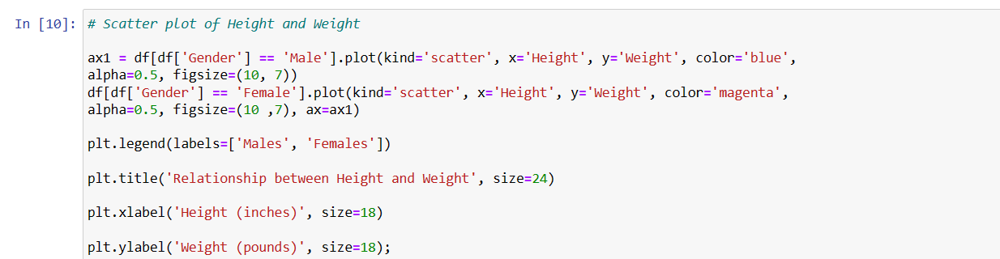 In [10]: # Scatter plot of Height and Weight
ax1 = df[df['Gender'] == 'Male'].plot(kind='scatter', x='Height', y='Weight', color='blue',
alpha=0.5, figsize=(10, 7))
df[df['Gender'] == 'Female'].plot(kind='scatter', x='Height', y='Weight', color='magenta',
alpha=0.5, figsize=(10 ,7), ax=ax1)
plt.legend(labels=['Males', 'Females'])
plt.title('Relationship between Height and Weight', size=24)
plt.xlabel('Height (inches)', size=18)
plt.ylabel('Weight (pounds)', size=18);